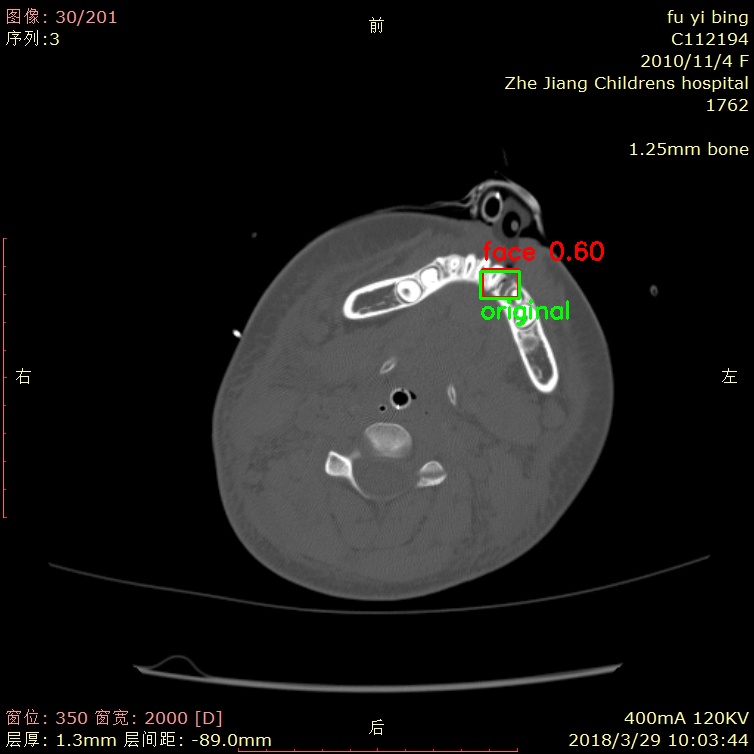 图像: 30/201
序列:3
前
fu yi bing
C112194
2010/11/4 F
Zhe Jiang Childrens hospital
1762
1.25mm bone
face 0.60
original
右
左
窗位: 350 窗宽: 2000 [D]
层厚: 1.3mm 层间距: -89.0mm
后
400mA 120KV
2018/3/29 10:03:44